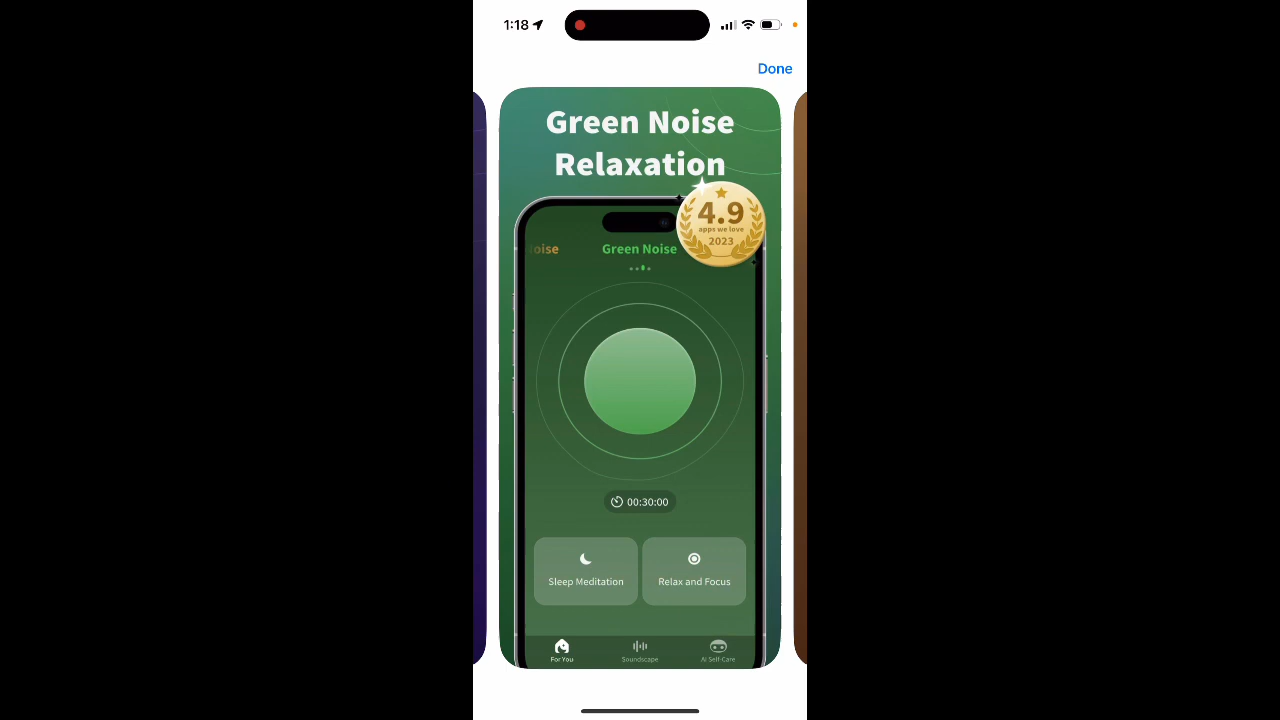 1:18
Done
Green Noise
Relaxation
4.9
apps we love
2023
oise
Green Noise
00:30:00
Sleep Meditation
Relax and Focus
For You
Soundscape
AI Self-Care